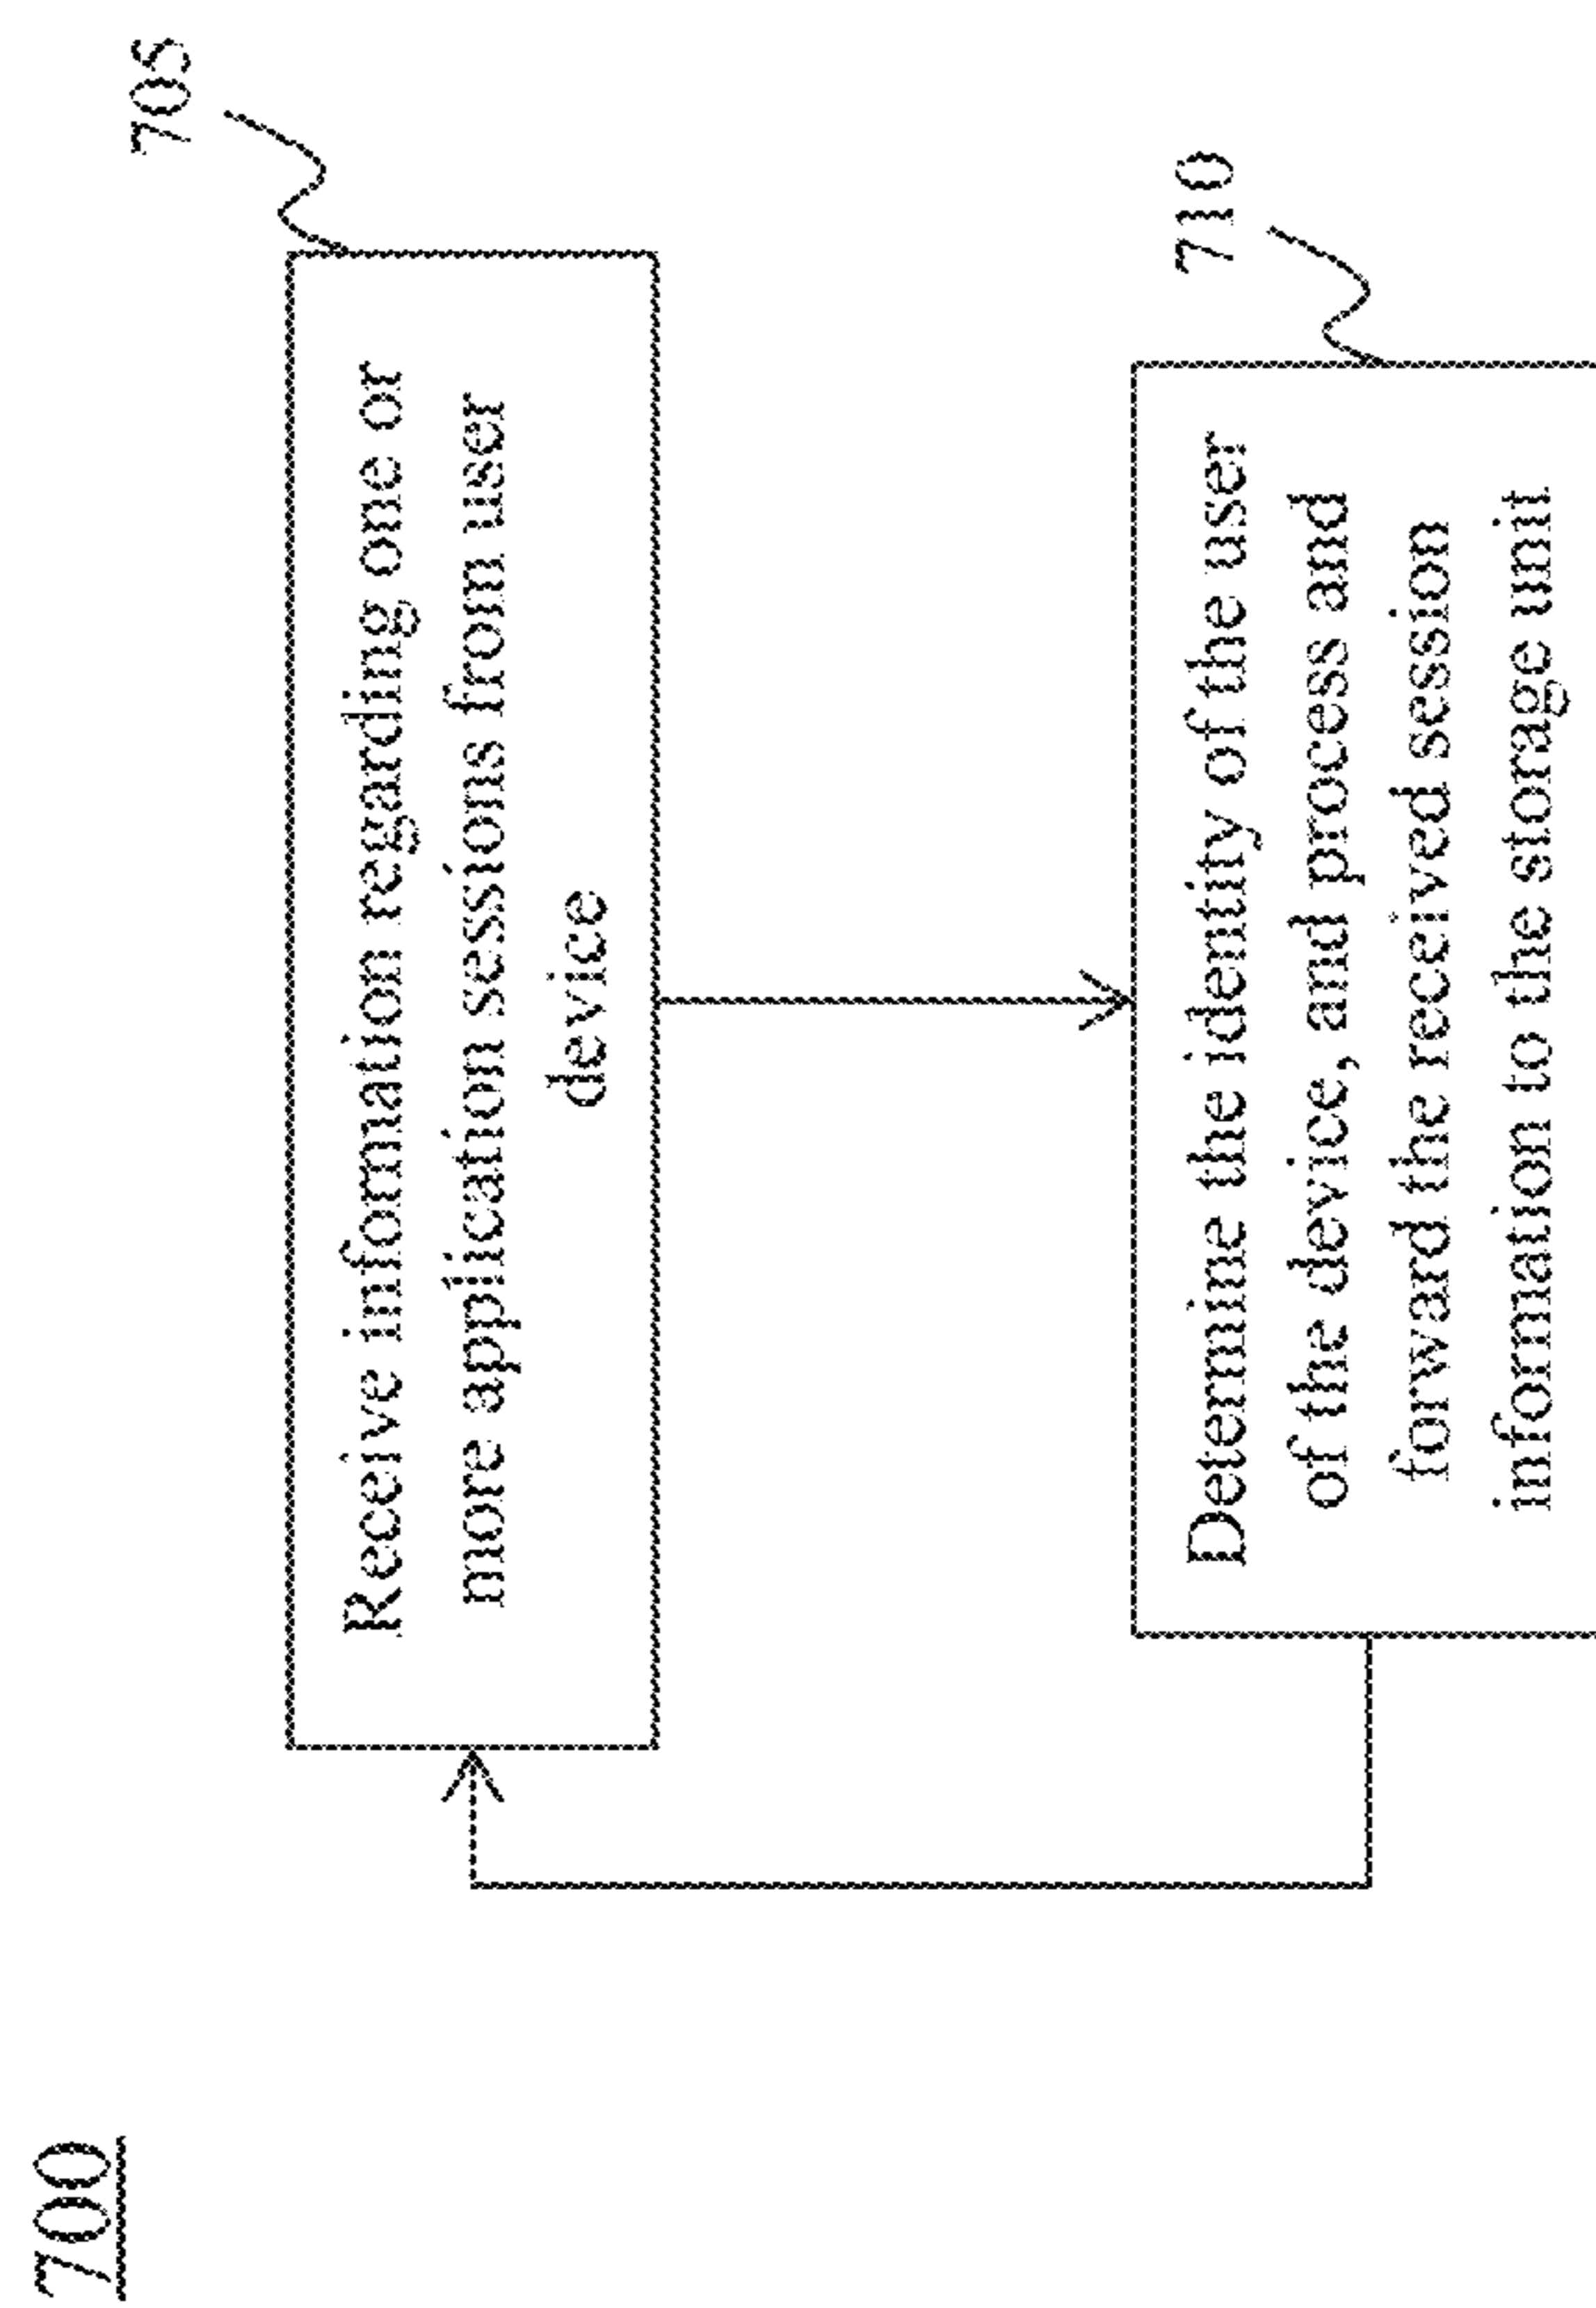 700
705
Receive information regarding one or
more application sessions from user
device
710
Determine the identity of the user
of the device, and process and
forward the received session
information to the storage unit